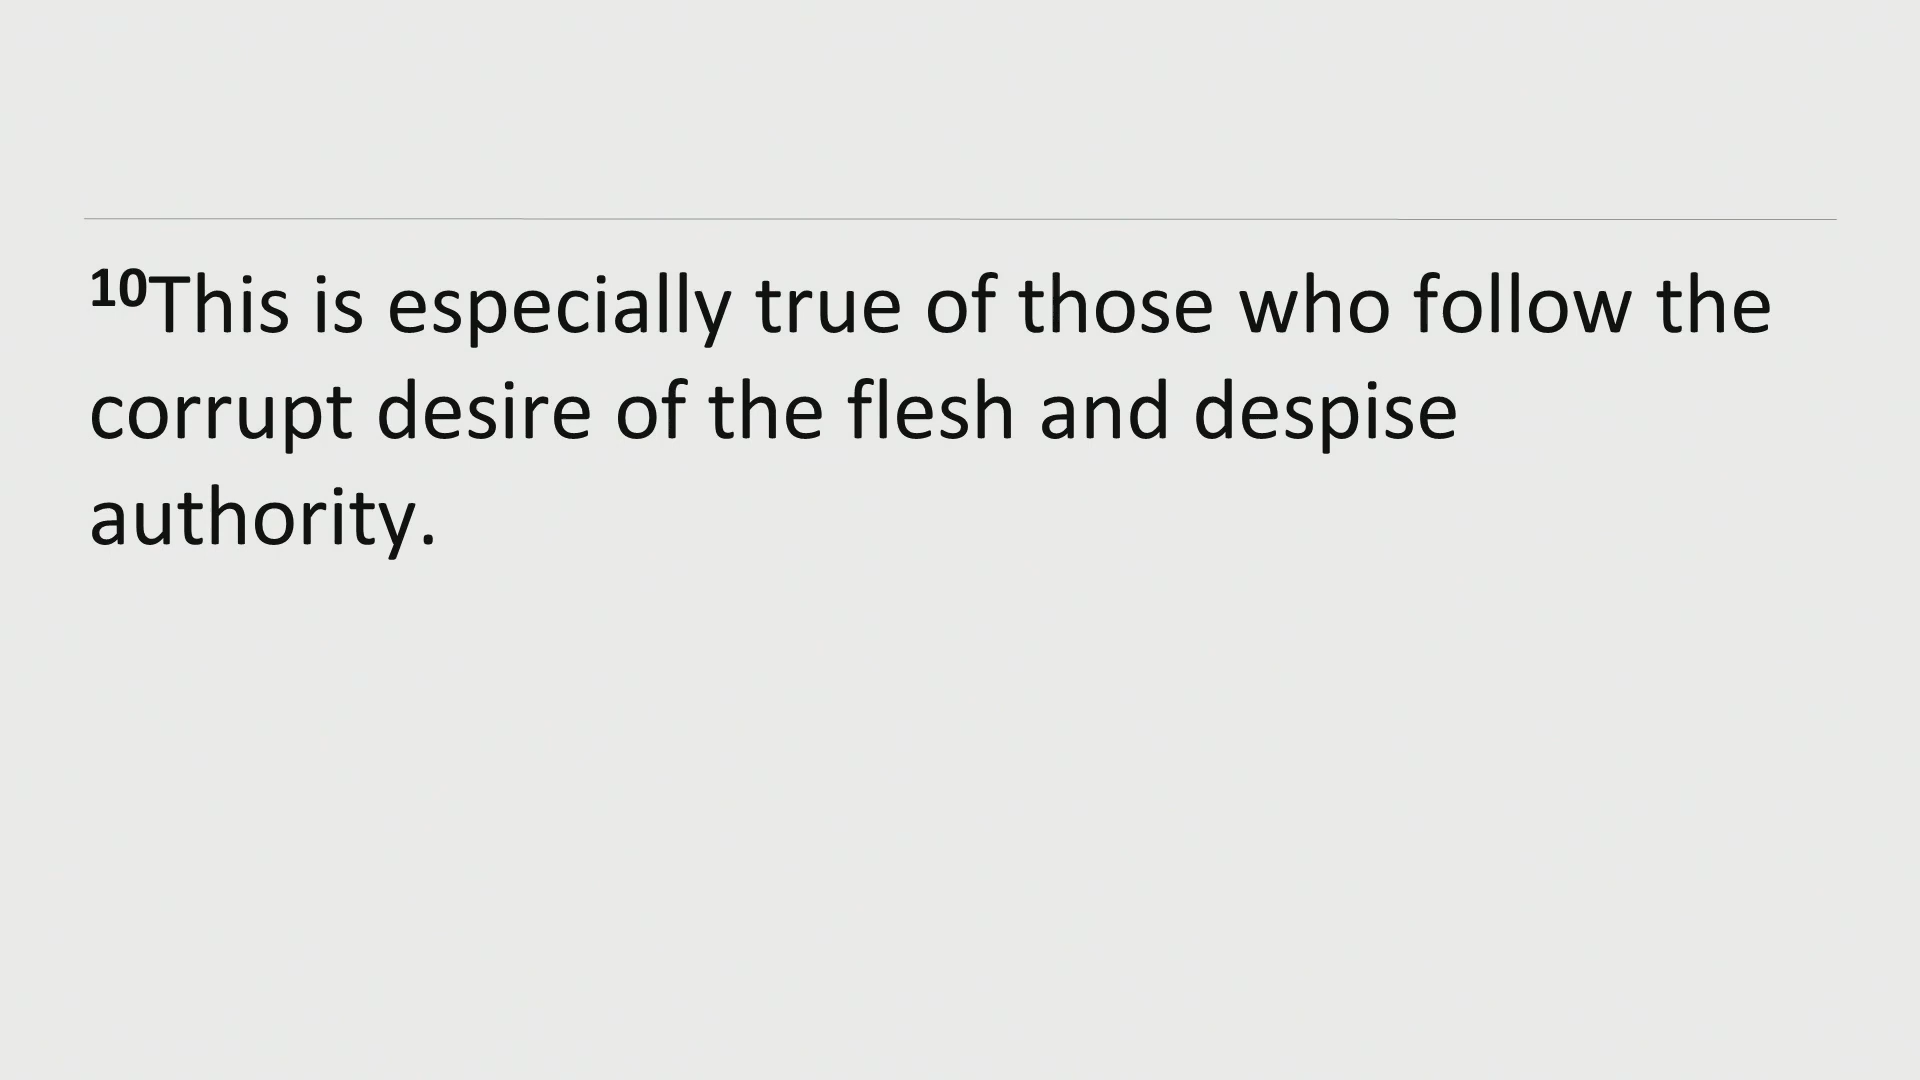 ¹⁰This is especially true of those who follow the
corrupt desire of the flesh and despise
authority.